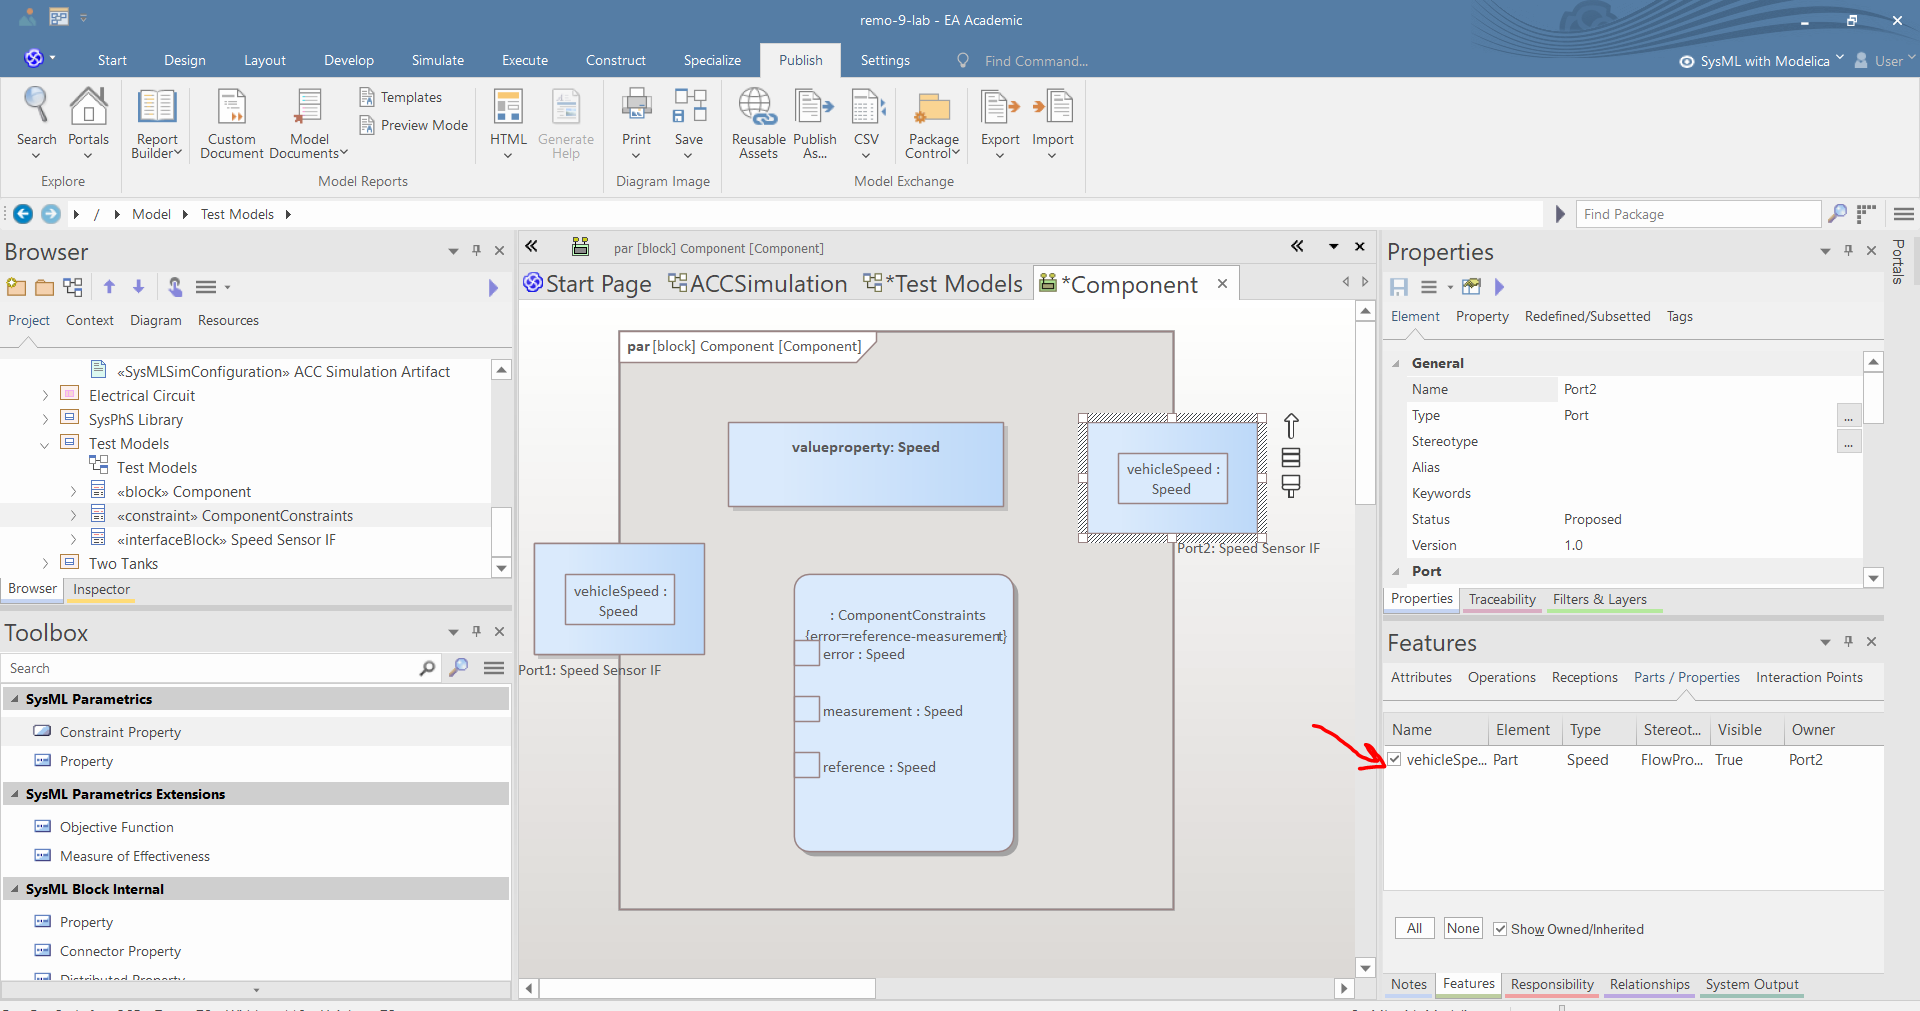 remo-9-lab - EA Academic
Start Design Layout Develop Simulate Execute Construct Specialize Publish Settings Find Command... SysML with Modelica User
Templates
Preview Mode
Search Portals Report Builder Custom Document Model Documents HTML Generate Help Print Save Reusable Assets Publish As... CSV Package Control Export Import
Explore Model Reports Diagram Image Model Exchange
/ Model Test Models Find Package
Browser
Project Context Diagram Resources
«SysMLSimConfiguration» ACC Simulation Artifact
Electrical Circuit
SysPhS Library
Test Models
Test Models
«block» Component
«constraint» ComponentConstraints
«interfaceBlock» Speed Sensor IF
Two Tanks
Browser Inspector
Toolbox
Search
SysML Parametrics
Constraint Property
Property
SysML Parametrics Extensions
Objective Function
Measure of Effectiveness
SysML Block Internal
Property
Connector Property
Distributed Property
par [block] Component [Component]
Start Page ACCSimulation *Test Models *Component
par [block] Component [Component]
valueproperty: Speed
vehicleSpeed :
Speed
Port2: Speed Sensor IF
vehicleSpeed :
Speed
Port1: Speed Sensor IF
: ComponentConstraints
{error=reference-measurement}
error : Speed
measurement : Speed
reference : Speed
Properties
Element Property Redefined/Subsetted Tags
General
Name Port2
Type Port ...
Stereotype ...
Alias
Keywords
Status Proposed
Version 1.0
Port
Properties Traceability Filters & Layers
Features
Attributes Operations Receptions Parts / Properties Interaction Points
Name Element Type Stereot... Visible Owner
vehicleSpe... Part Speed FlowPro... True Port2
All None Show Owned/Inherited
Notes Features Responsibility Relationships System Output
Portals